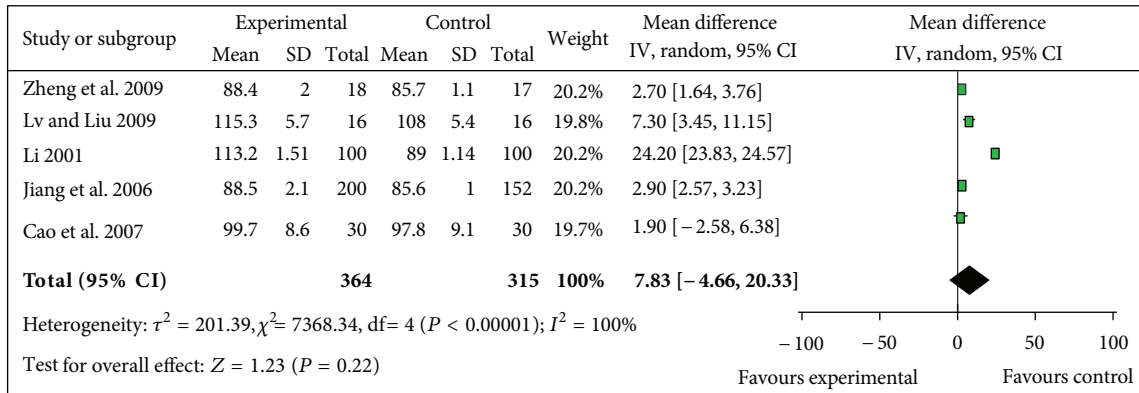 Study or subgroup Experimental Control Weight Mean difference Mean difference
Mean SD Total Mean SD Total IV, random, 95% CI IV, random, 95% CI
Zheng et al. 2009 88.4 2 18 85.7 1.1 17 20.2% 2.70 [1.64, 3.76]
Lv and Liu 2009 115.3 5.7 16 108 5.4 16 19.8% 7.30 [3.45, 11.15]
Li 2001 113.2 1.51 100 89 1.14 100 20.2% 24.20 [23.83, 24.57]
Jiang et al. 2006 88.5 2.1 200 85.6 1 152 20.2% 2.90 [2.57, 3.23]
Cao et al. 2007 99.7 8.6 30 97.8 9.1 30 19.7% 1.90 [−2.58, 6.38]
Total (95% CI) 364 315 100% 7.83 [−4.66, 20.33]
Heterogeneity: τ² = 201.39, χ² = 7368.34, df = 4 (P < 0.00001); I² = 100%
Test for overall effect: Z = 1.23 (P = 0.22)
−100 −50 0 50 100
Favours experimental Favours control